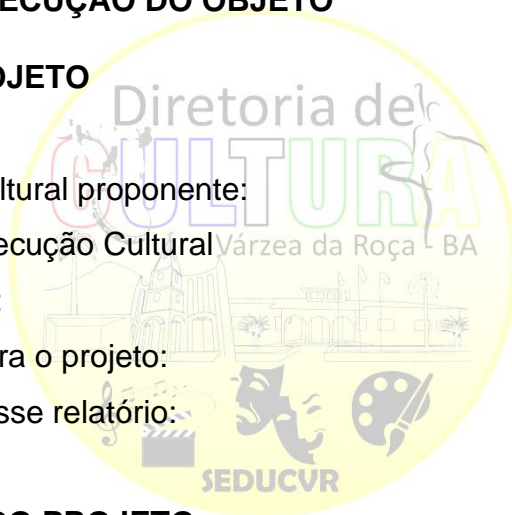 ECUÇÃO DO OBJETO
OJETO
Diretoria de
CULTURA
ltural proponente:
ecução Cultural
Várzea da Roça - BA
:
ra o projeto:
sse relatório:
SEDUCVR